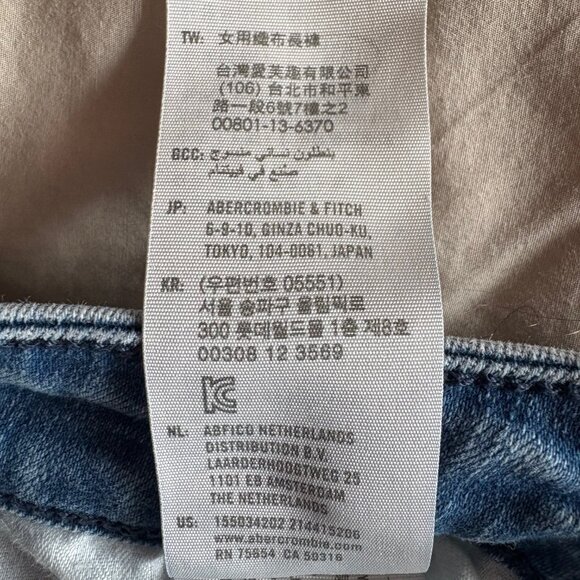 TW: 女用織布長褲
台灣愛芙趣有限公司
(106) 台北市和平東
路一段6號7樓之2
00801-13-6370
GCC: بنطلون نسائي منسوج
صنع في فيتنام
JP: ABERCROMBIE & FITCH
6-9-10, GINZA CHUO-KU,
TOKYO, 104-0061, JAPAN
KR: (우편번호 05551)
서울 송파구 올림픽로
300 롯데월드몰 1층 제8호
00308 12 3569
NL: ABFICO NETHERLANDS
DISTRIBUTION B.V.
LAARDERHOOGTWEG 25
1101 EB AMSTERDAM
THE NETHERLANDS
US: 155034202 214415206
www.abercrombie.com
RN 75654 CA 50316